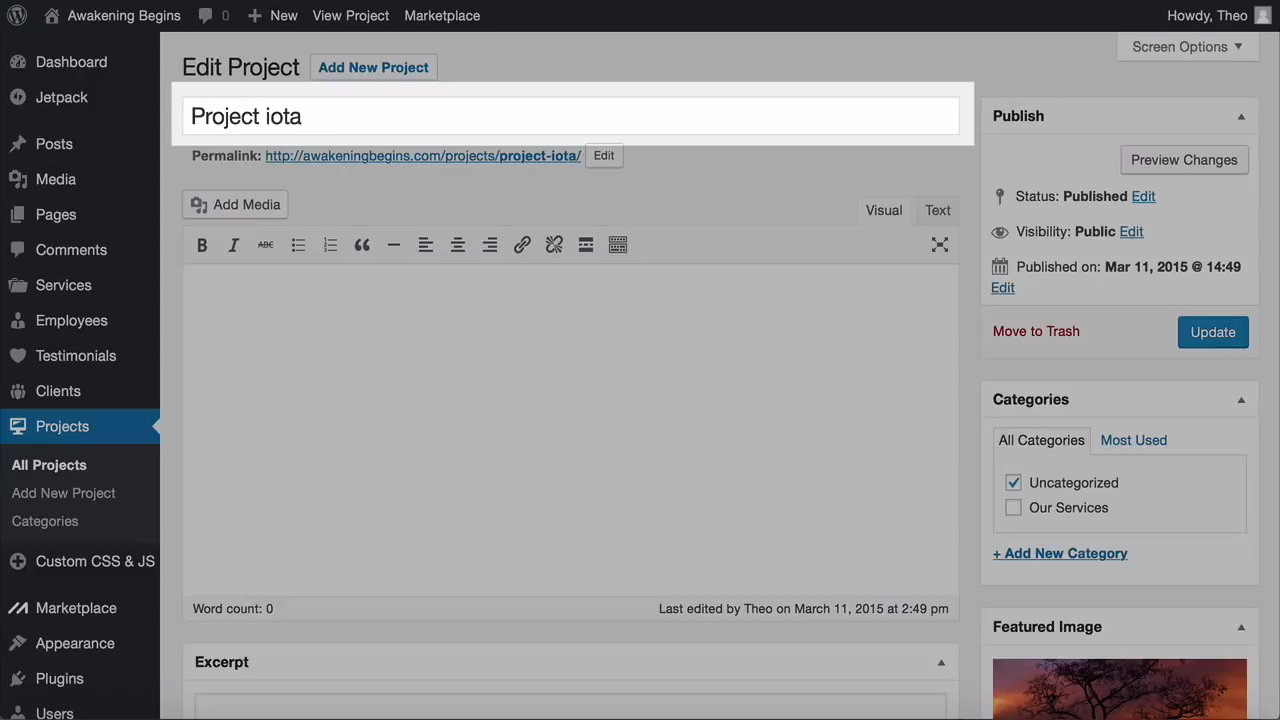 Awakening Begins 0 New View Project Marketplace Howdy, Theo
Dashboard
Jetpack
Posts
Media
Pages
Comments
Services
Employees
Testimonials
Clients
Projects
All Projects
Add New Project
Categories
Custom CSS & JS
Marketplace
Appearance
Plugins
Users
Screen Options
Edit Project Add New Project
Project iota
Permalink: http://awakeningbegins.com/projects/project-iota/ Edit
Add Media
Visual Text
B I ABC
Word count: 0 Last edited by Theo on March 11, 2015 at 2:49 pm
Excerpt
Publish
Preview Changes
Status: Published Edit
Visibility: Public Edit
Published on: Mar 11, 2015 @ 14:49
Edit
Move to Trash Update
Categories
All Categories Most Used
Uncategorized
Our Services
+ Add New Category
Featured Image